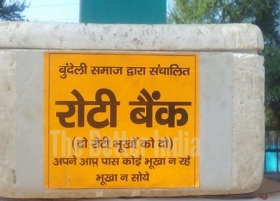 बुंदेली समाज द्वारा संचालित
रोटी बैंक
(दो रोटी भूखों को दो)
अपने आप पास कोई भूखा न रहे
भूखा न सोये